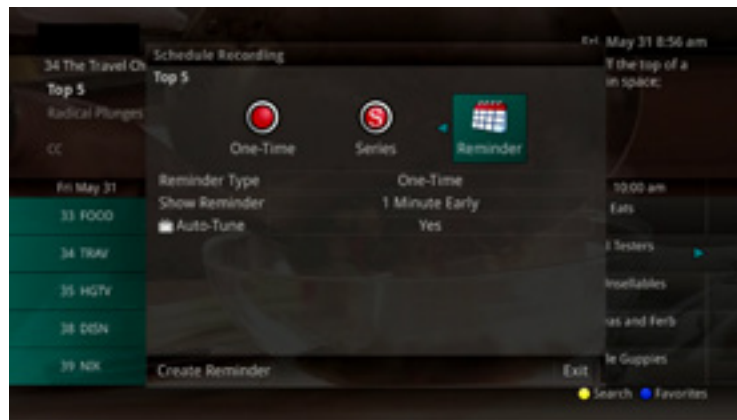 Fri May 31 8:56 am
34 The Travel Ch
Schedule Recording
ff the top of a
Top 5
Top 5
in space;
Radical Plunges
CC
One-Time
Series
Reminder
Fri May 31
Reminder Type One-Time
10:00 am
33 FOOD
Show Reminder 1 Minute Early
Eats
Auto-Tune Yes
34 TRAV
l Testers
35 HGTV
Unsellables
38 DISN
eas and Ferb
39 NIK
Create Reminder
Exit
le Guppies
Search
Favorites